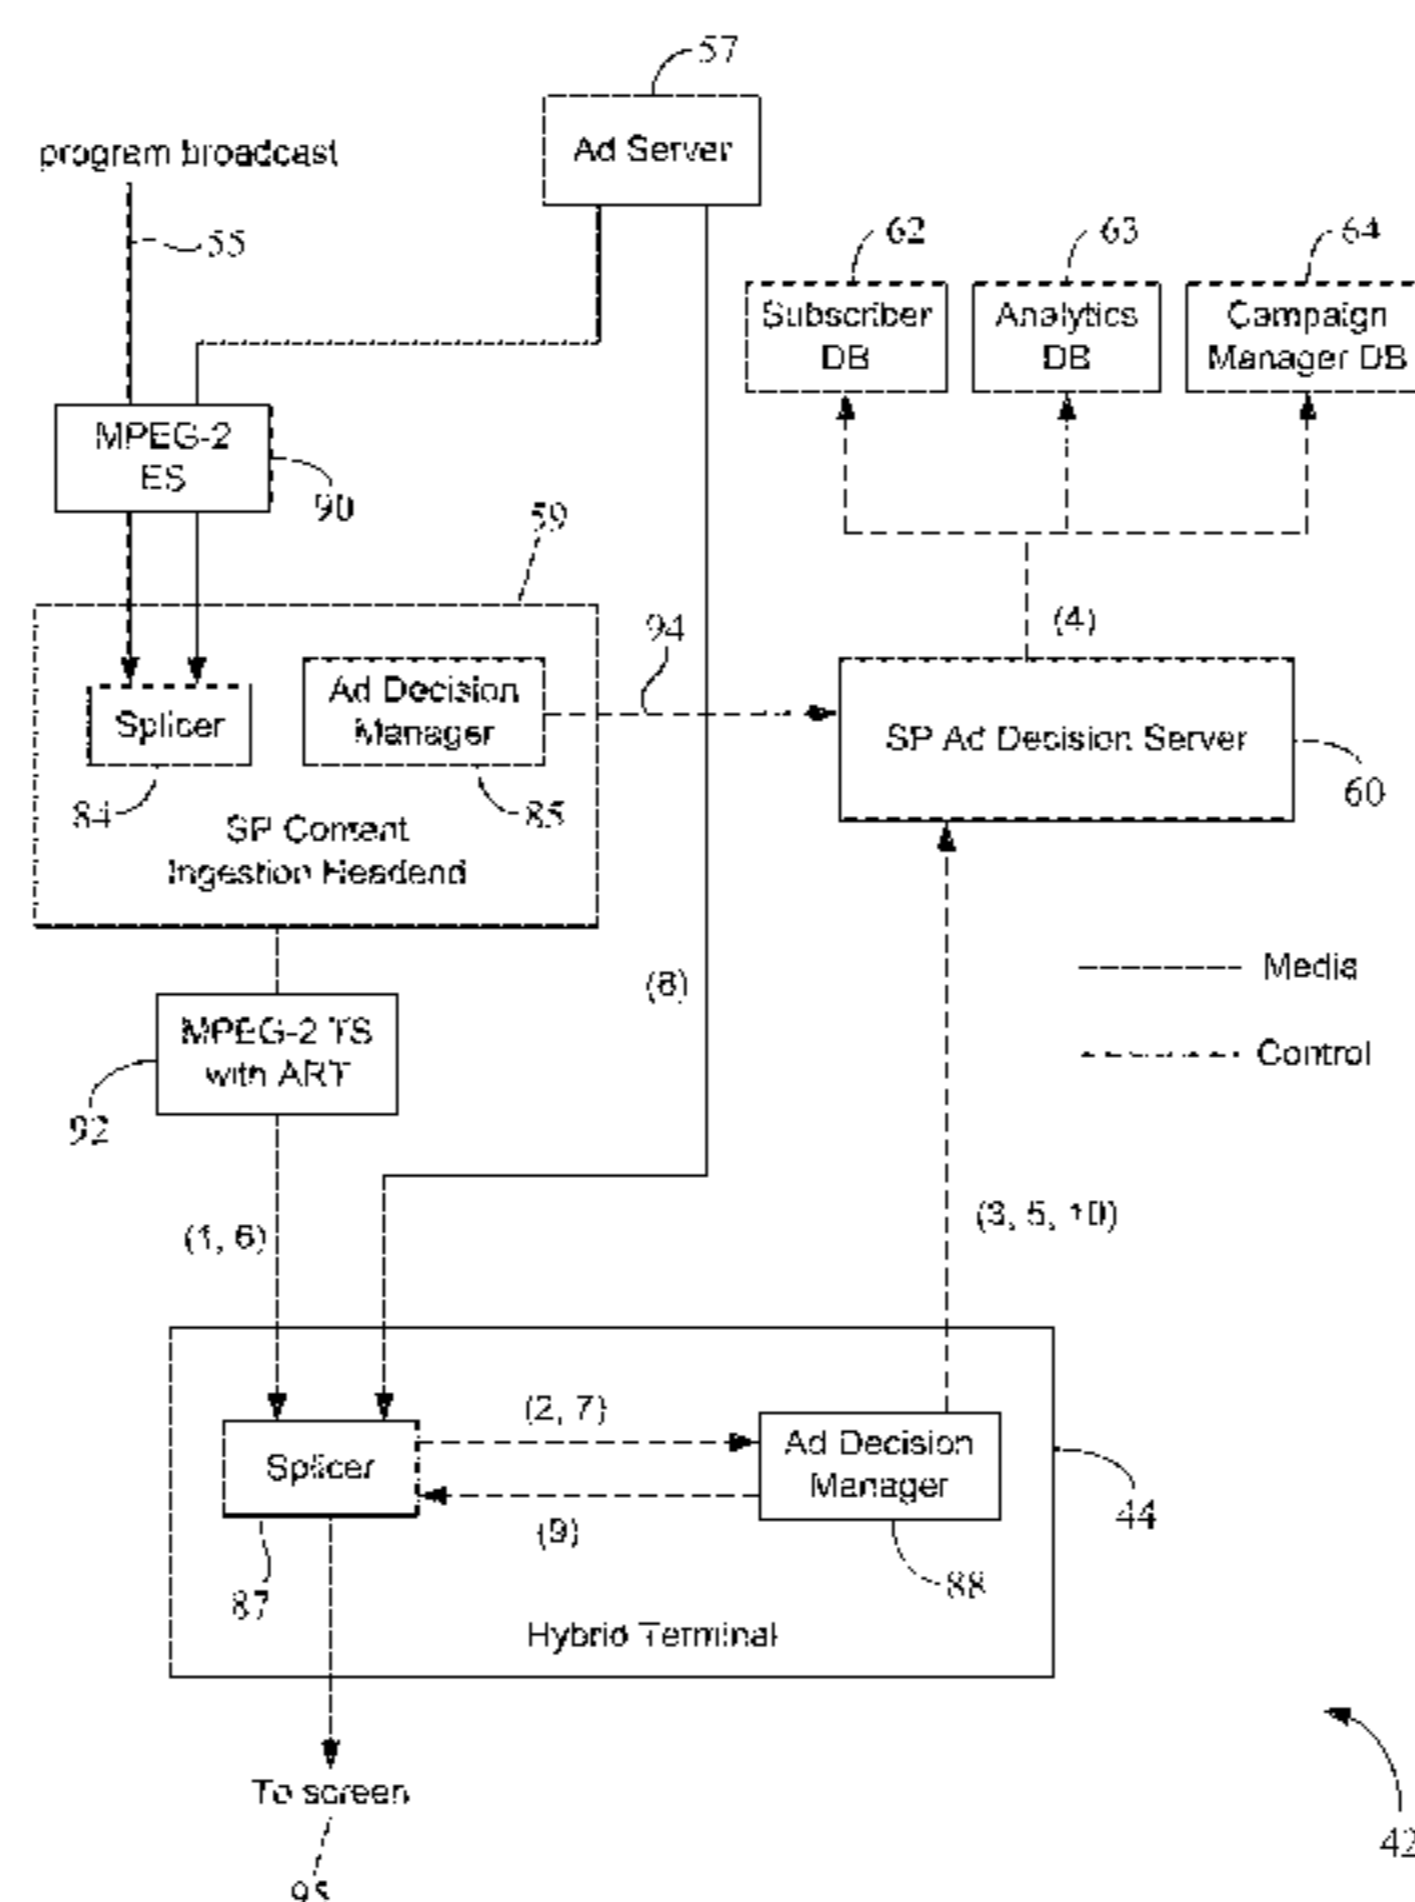 57
Ad Server
program broadcast
55
62
63
64
Subscriber
DB
Analytics
DB
Campaign
Manager DB
MPEG-2
ES
90
59
94
(4)
Splicer
Ad Decision
Manager
SP Ad Decision Server
84
85
60
SP Content
Ingestion Headend
(8)
Media
MPEG-2 TS
with ART
Control
92
(1, 6)
(3, 5, 10)
(2, 7)
Splicer
Ad Decision
Manager
(9)
44
87
88
Hybrid Terminal
To screen
42
95